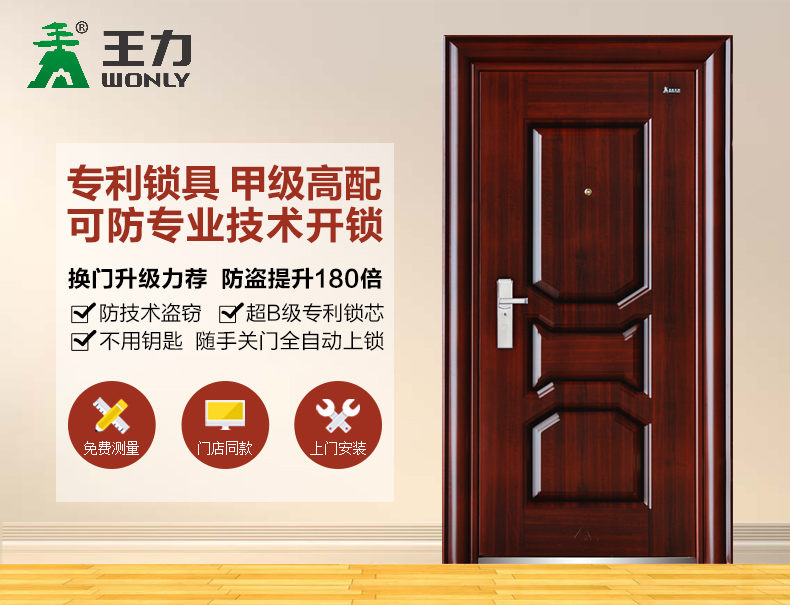 王力®
WONLY
专利锁具 甲级高配
可防专业技术开锁
换门升级力荐 防盗提升180倍
防技术盗窃 超B级专利锁芯
不用钥匙 随手关门全自动上锁
免费测量 门店同款 上门安装